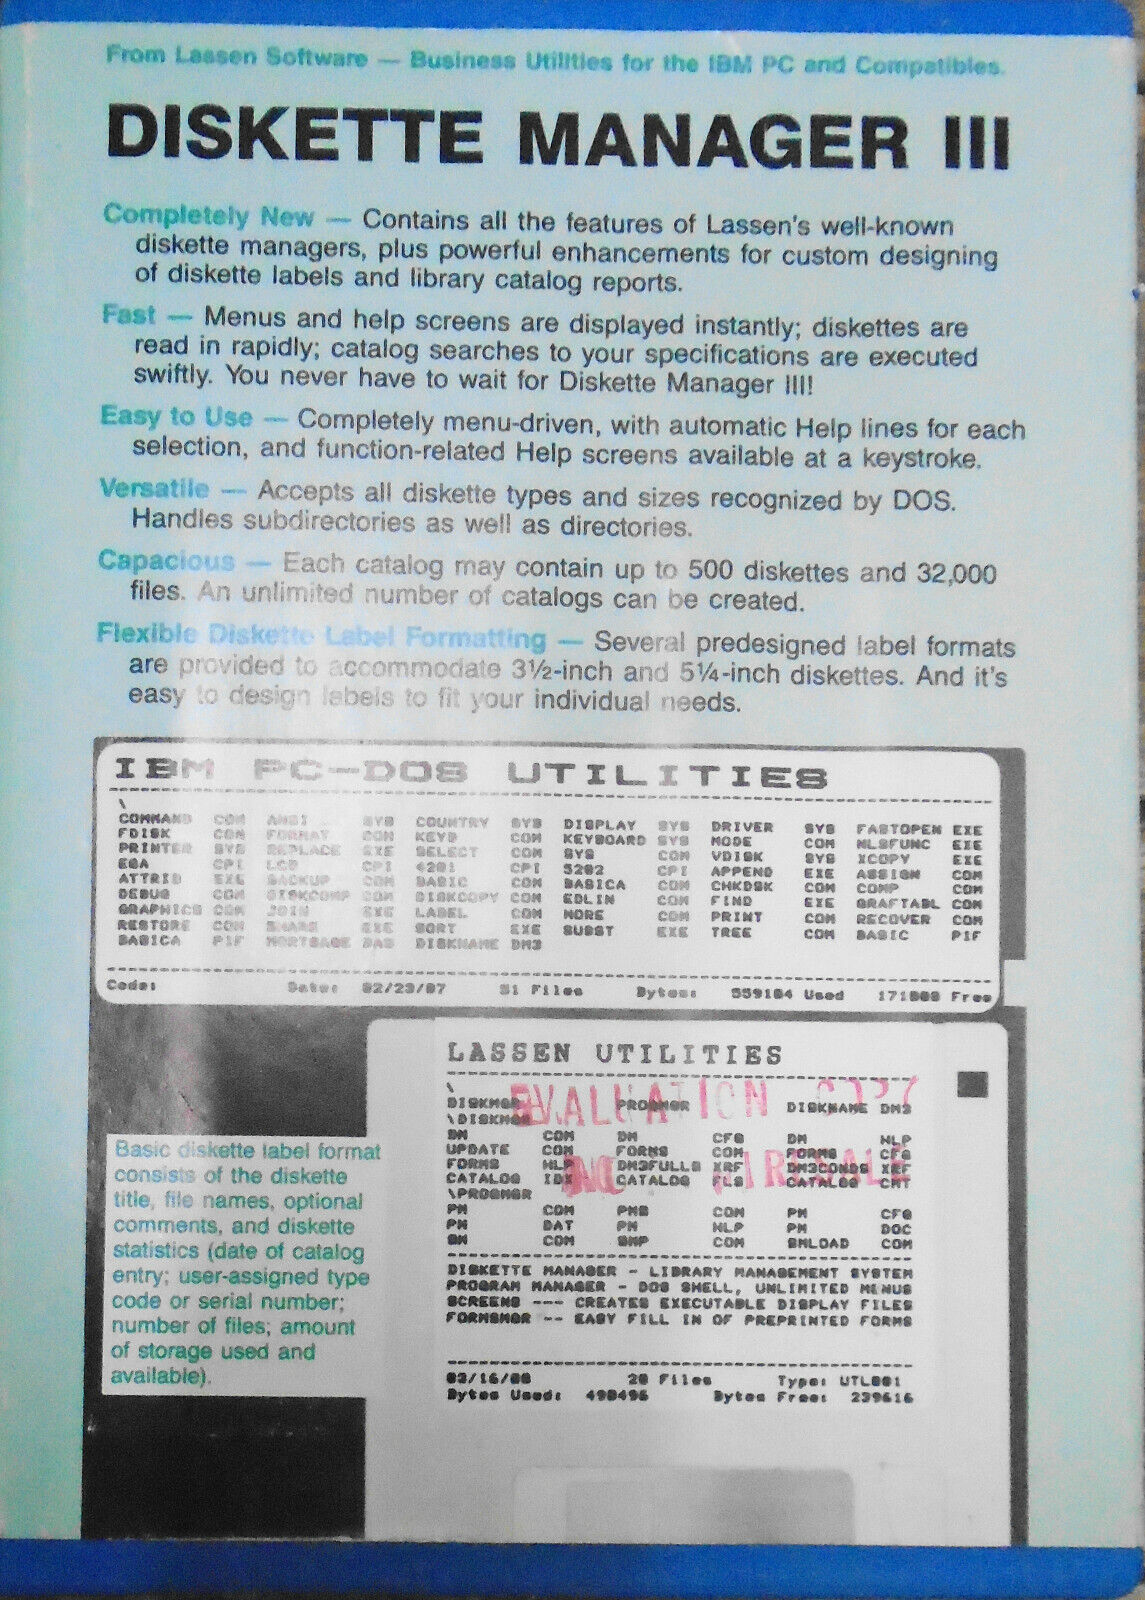 From Lassen Software — Business Utilities for the IBM PC and Compatibles.
DISKETTE MANAGER III
Completely New — Contains all the features of Lassen's well-known
diskette managers, plus powerful enhancements for custom designing
of diskette labels and library catalog reports.
Fast — Menus and help screens are displayed instantly; diskettes are
read in rapidly; catalog searches to your specifications are executed
swiftly. You never have to wait for Diskette Manager III!
Easy to Use — Completely menu-driven, with automatic Help lines for each
selection, and function-related Help screens available at a keystroke.
Versatile — Accepts all diskette types and sizes recognized by DOS.
Handles subdirectories as well as directories.
Capacious — Each catalog may contain up to 500 diskettes and 32,000
files. An unlimited number of catalogs can be created.
Flexible Diskette Label Formatting — Several predesigned label formats
are provided to accommodate 3½-inch and 5¼-inch diskettes. And it's
easy to design labels to fit your individual needs.
IBM PC-DOS UTILITIES
\
COMMAND COM ANSI SYS COUNTRY SYS DISPLAY SYS DRIVER SYS FASTOPEN EXE
FDISK COM FORMAT COM KEYB COM KEYBOARD SYS MODE COM NLSFUNC EXE
PRINTER SYS REPLACE EXE SELECT COM SYS COM VDISK SYS XCOPY EXE
EGA CPI LCD CPI 4201 CPI 5202 CPI APPEND EXE ASSIGN COM
ATTRIB EXE BACKUP COM BASIC COM BASICA COM CHKDSK COM COMP COM
DEBUG COM DISKCOMP COM DISKCOPY COM EDLIN COM FIND EXE GRAFTABL COM
GRAPHICS COM JOIN EXE LABEL COM MORE COM PRINT COM RECOVER COM
RESTORE COM SHARE EXE SORT EXE SUBST EXE TREE COM BASIC PIF
BASICA PIF MORTGAGE BAS DISKNAME DM3
Code: Date: 02/23/87 51 Files Bytes: 559104 Used 171008 Free
LASSEN UTILITIES
EVALUATION COPY
\
DISKMGR PROGMGR DISKNAME DM3
\DISKMGR
DM COM DM CFG DM HLP
UPDATE COM FORMS COM FORMS CFG
FORMS HLP DM3FULLS XRF DM3CONDS XRF
CATALOG IDX CATALOG FLS CATALOG CMT
\PROGMGR
PM COM PMB COM PM CFG
PM DAT PM HLP PM DOC
SM COM SMP COM SMLOAD COM
DISKETTE MANAGER - LIBRARY MANAGEMENT SYSTEM
PROGRAM MANAGER - DOS SHELL, UNLIMITED MENUS
SCREENS --- CREATES EXECUTABLE DISPLAY FILES
FORMSMGR -- EASY FILL IN OF PREPRINTED FORMS
03/16/88 20 Files Type: UTL001
Bytes Used: 490496 Bytes Free: 239616
Basic diskette label format
consists of the diskette
title, file names, optional
comments, and diskette
statistics (date of catalog
entry; user-assigned type
code or serial number;
number of files; amount
of storage used and
available).